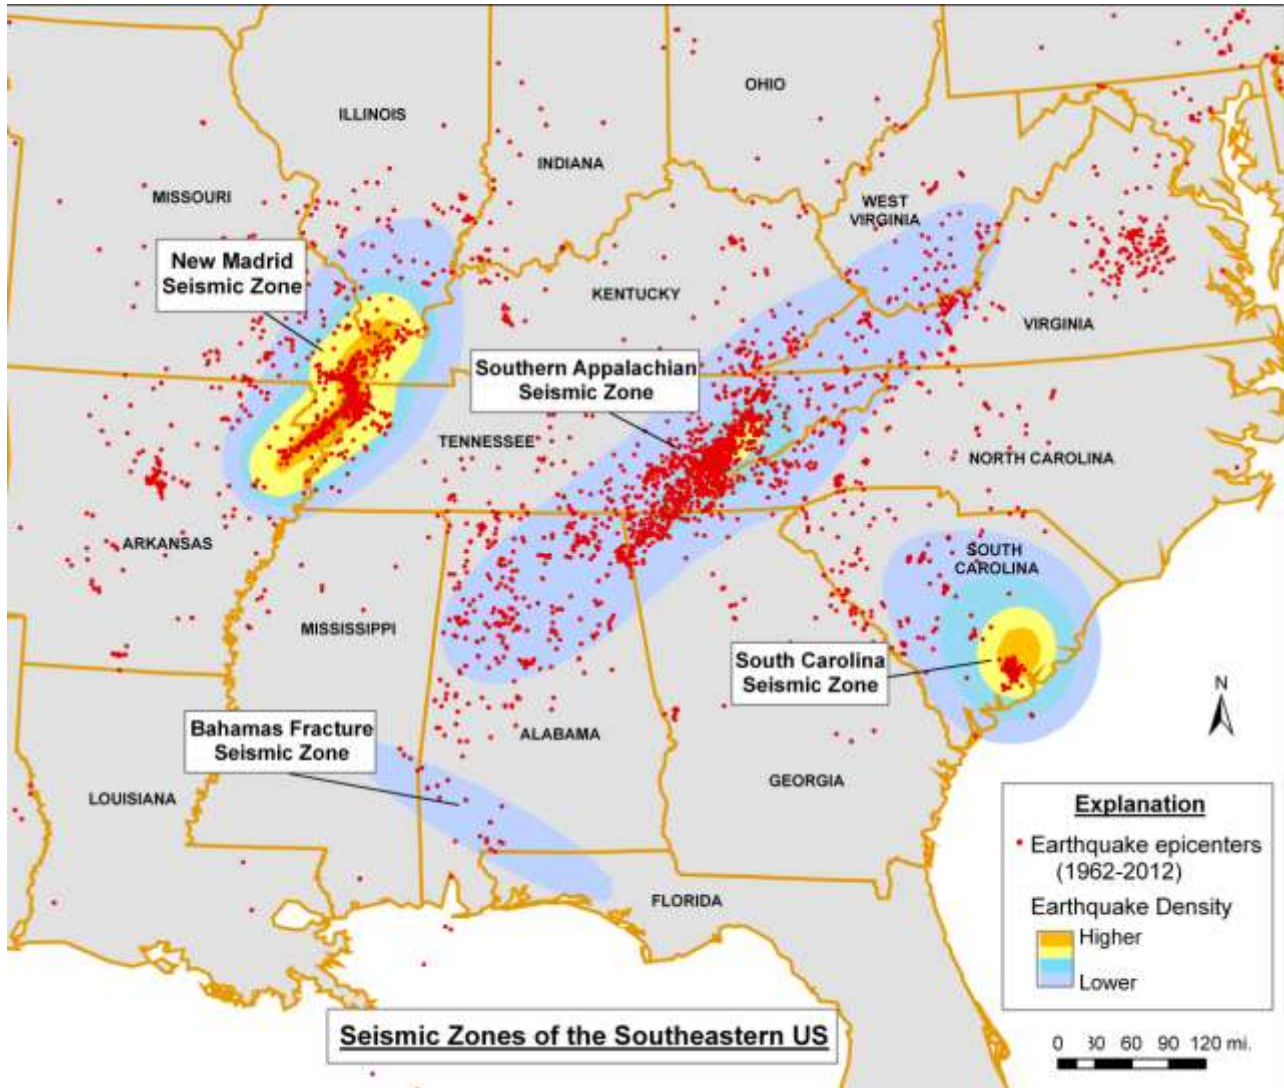 OHIO
ILLINOIS
INDIANA
MISSOURI
WEST
VIRGINIA
New Madrid
Seismic Zone
KENTUCKY
VIRGINIA
Southern Appalachian
Seismic Zone
TENNESSEE
NORTH CAROLINA
ARKANSAS
SOUTH
CAROLINA
MISSISSIPPI
South Carolina
Seismic Zone
N
Bahamas Fracture
Seismic Zone
ALABAMA
GEORGIA
LOUISIANA
FLORIDA
Explanation
Earthquake epicenters
(1962-2012)
Earthquake Density
Higher
Lower
Seismic Zones of the Southeastern US
0 30 60 90 120 mi.